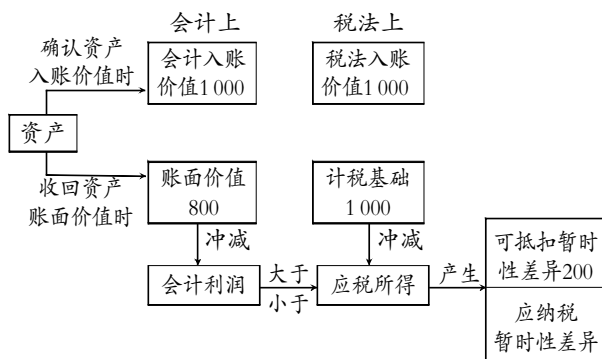 会计上
税法上
确认资产
入账价值时
会计入账
价值1 000
税法入账
价值1 000
资产
收回资产
账面价值时
账面价值
800
计税基础
1 000
冲减
冲减
会计利润
大于
小于
应税所得
产生
可抵扣暂时
性差异200
应纳税
暂时性差异